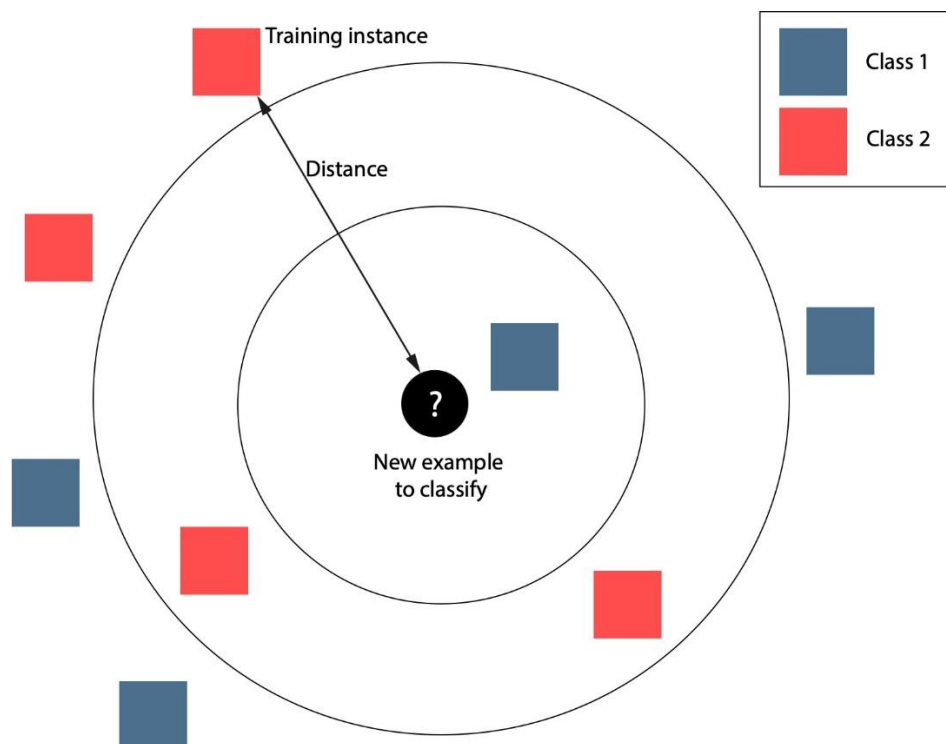 Training instance
Class 1
Class 2
Distance
?
New example
to classify